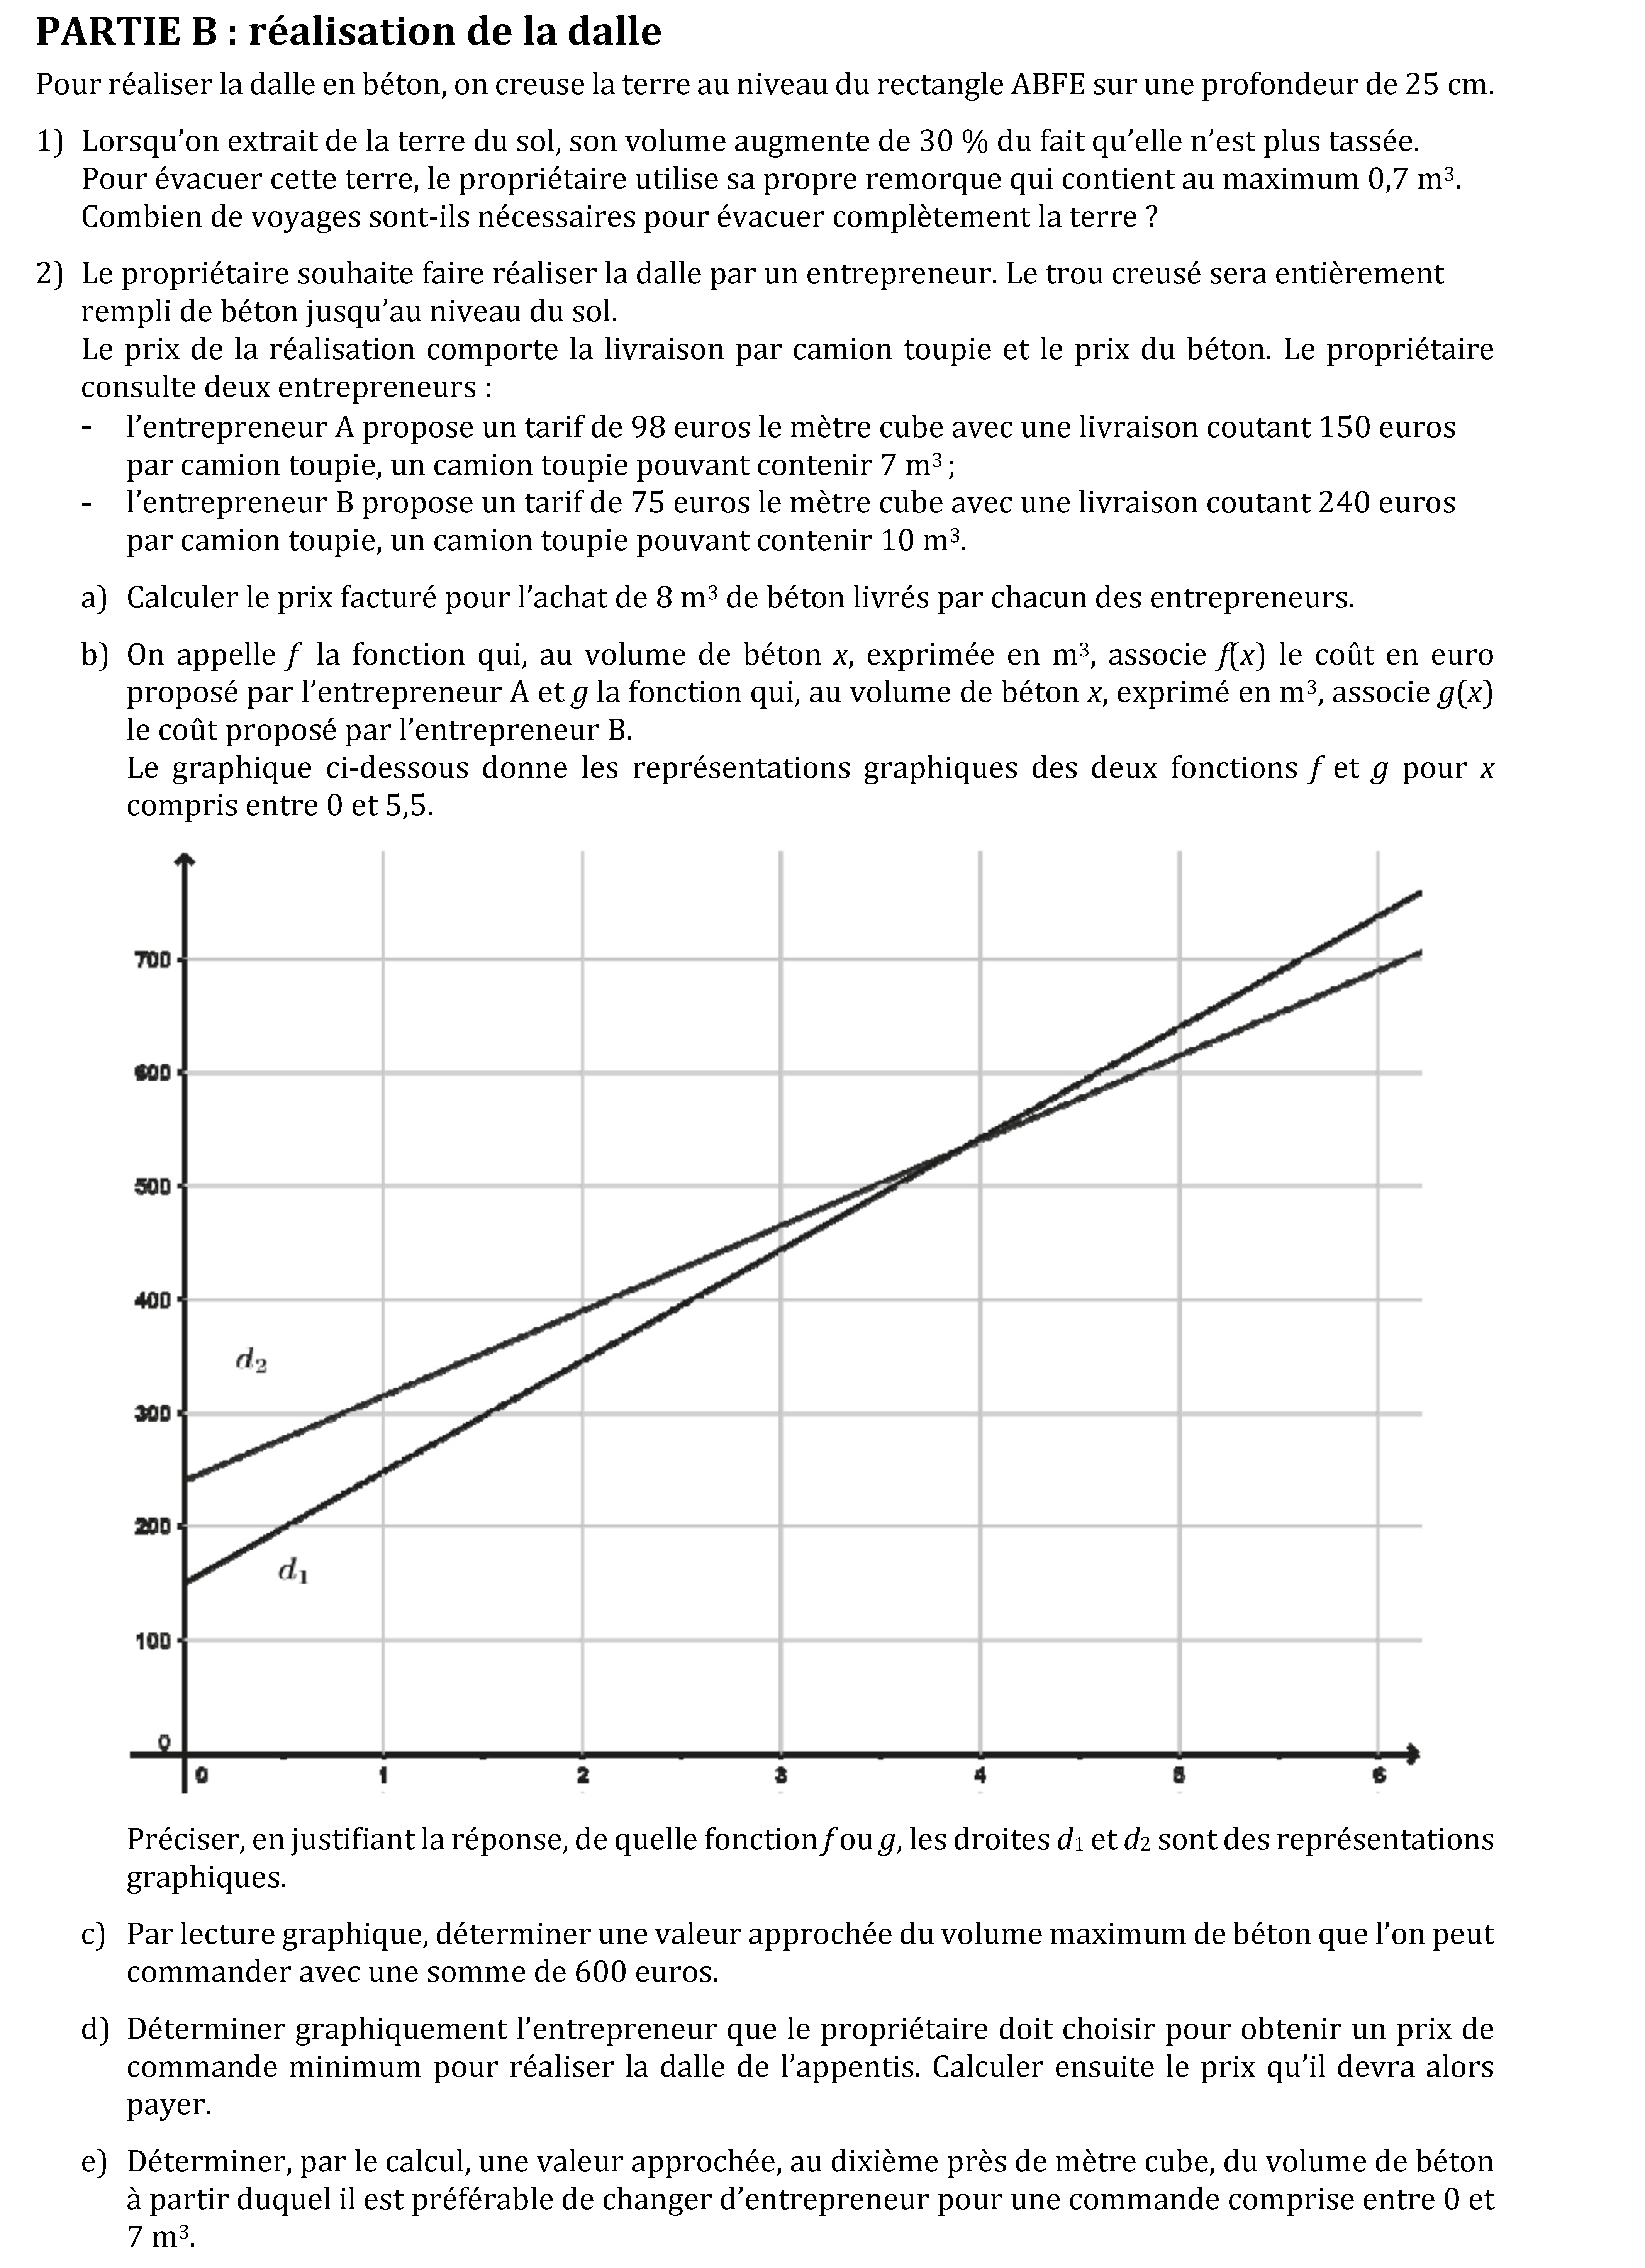 PARTIE B : réalisation de la dalle
Pour réaliser la dalle en béton, on creuse la terre au niveau du rectangle ABFE sur une profondeur de 25 cm.
1) Lorsqu’on extrait de la terre du sol, son volume augmente de 30 % du fait qu’elle n’est plus tassée.
Pour évacuer cette terre, le propriétaire utilise sa propre remorque qui contient au maximum 0,7 m³.
Combien de voyages sont-ils nécessaires pour évacuer complètement la terre ?
2) Le propriétaire souhaite faire réaliser la dalle par un entrepreneur. Le trou creusé sera entièrement
rempli de béton jusqu’au niveau du sol.
Le prix de la réalisation comporte la livraison par camion toupie et le prix du béton. Le propriétaire
consulte deux entrepreneurs :
- l’entrepreneur A propose un tarif de 98 euros le mètre cube avec une livraison coutant 150 euros
par camion toupie, un camion toupie pouvant contenir 7 m³ ;
- l’entrepreneur B propose un tarif de 75 euros le mètre cube avec une livraison coutant 240 euros
par camion toupie, un camion toupie pouvant contenir 10 m³.
a) Calculer le prix facturé pour l’achat de 8 m³ de béton livrés par chacun des entrepreneurs.
b) On appelle f la fonction qui, au volume de béton x, exprimée en m³, associe f(x) le coût en euro
proposé par l’entrepreneur A et g la fonction qui, au volume de béton x, exprimé en m³, associe g(x)
le coût proposé par l’entrepreneur B.
Le graphique ci-dessous donne les représentations graphiques des deux fonctions f et g pour x
compris entre 0 et 5,5.
700
600
500
400
d₂
300
200
d₁
100
0
0 1 2 3 4 5 6
Préciser, en justifiant la réponse, de quelle fonction f ou g, les droites d₁ et d₂ sont des représentations
graphiques.
c) Par lecture graphique, déterminer une valeur approchée du volume maximum de béton que l’on peut
commander avec une somme de 600 euros.
d) Déterminer graphiquement l’entrepreneur que le propriétaire doit choisir pour obtenir un prix de
commande minimum pour réaliser la dalle de l’appentis. Calculer ensuite le prix qu’il devra alors
payer.
e) Déterminer, par le calcul, une valeur approchée, au dixième près de mètre cube, du volume de béton
à partir duquel il est préférable de changer d’entrepreneur pour une commande comprise entre 0 et
7 m³.